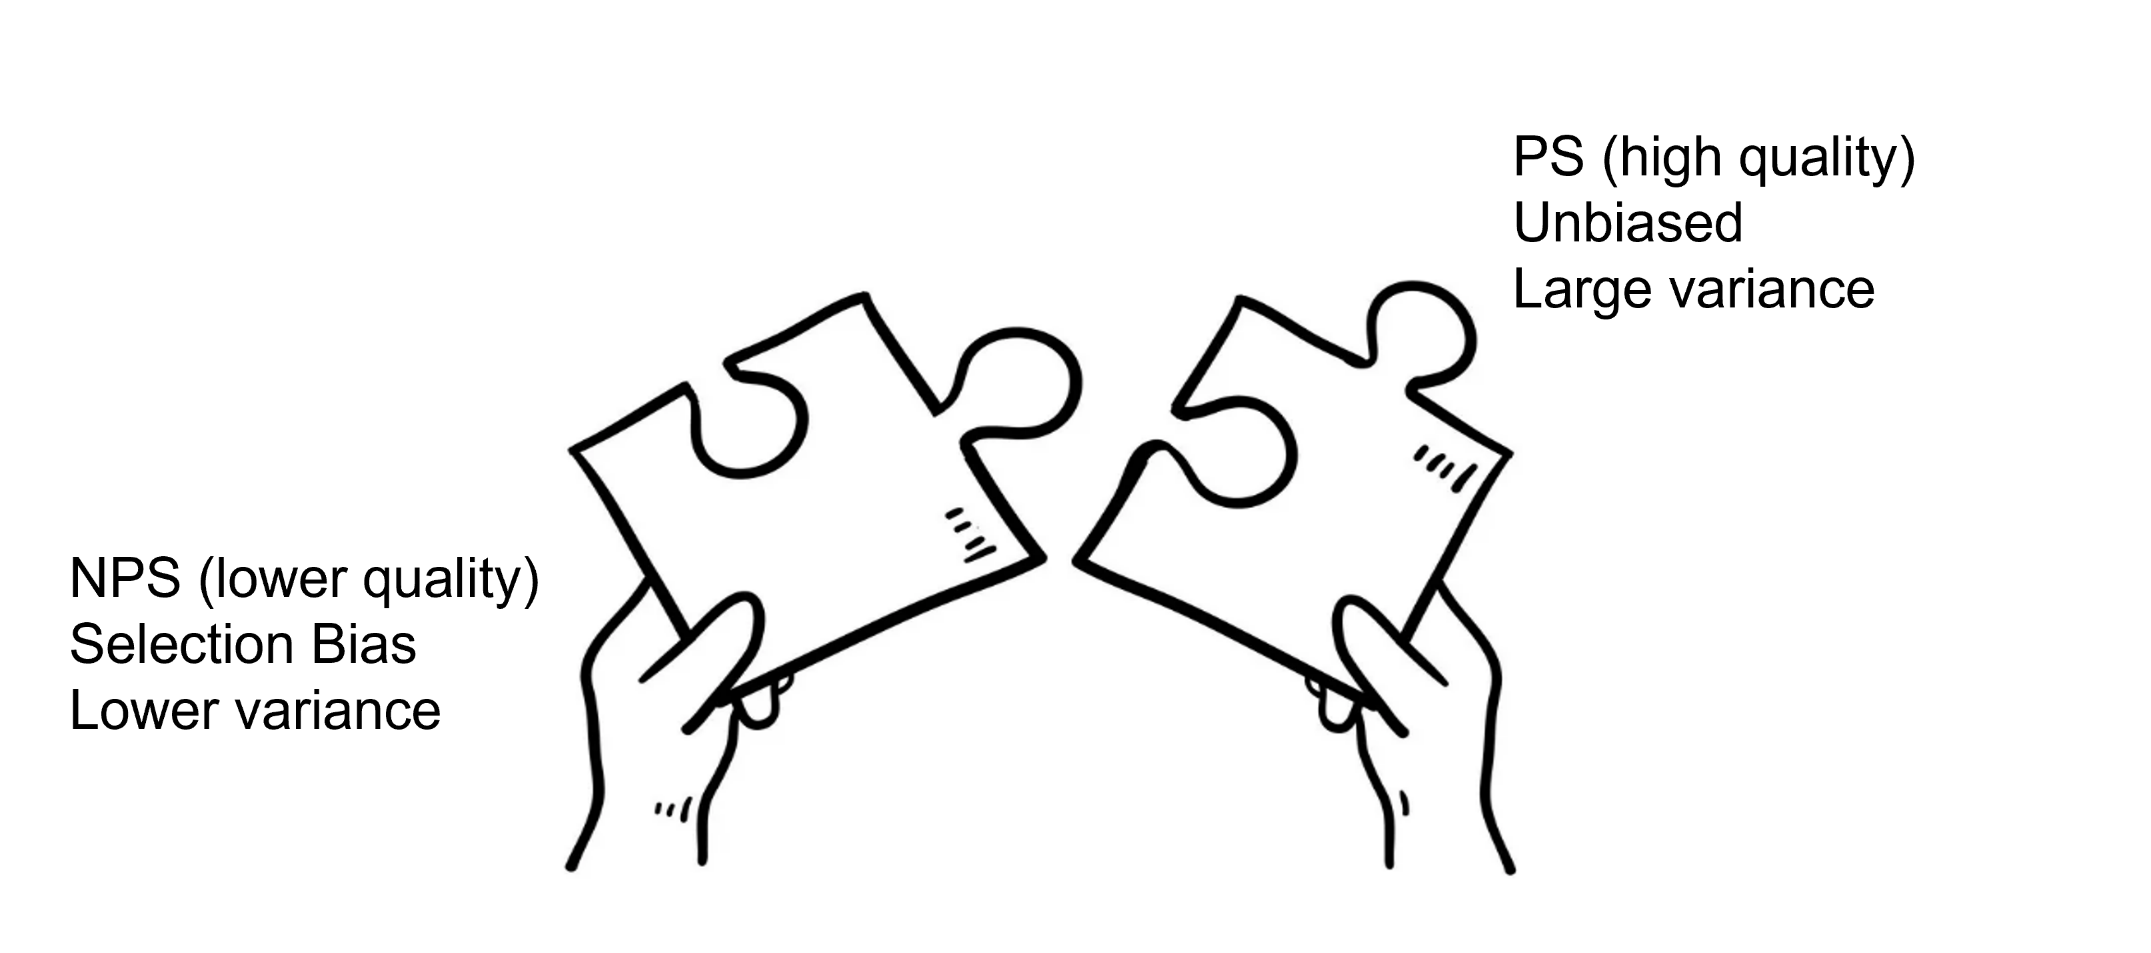 PS (high quality)
Unbiased
Large variance
NPS (lower quality)
Selection Bias
Lower variance